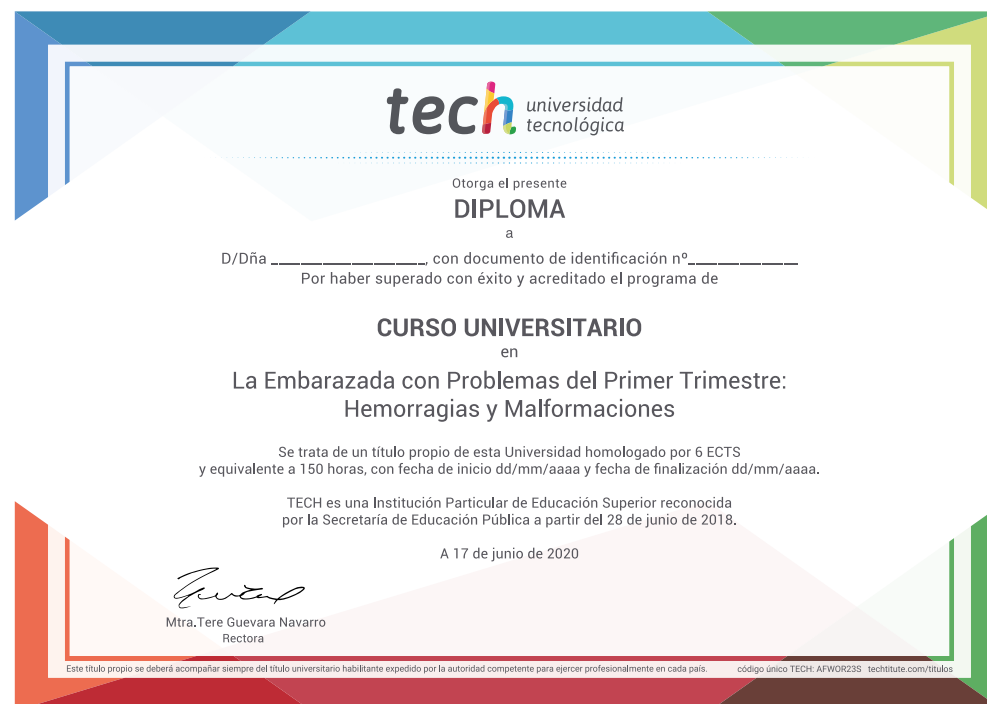 tech universidad
tecnológica
Otorga el presente
DIPLOMA
a
D/Dña ____________________, con documento de identificación nº______________
Por haber superado con éxito y acreditado el programa de
CURSO UNIVERSITARIO
en
La Embarazada con Problemas del Primer Trimestre:
Hemorragias y Malformaciones
Se trata de un título propio de esta Universidad homologado por 6 ECTS
y equivalente a 150 horas, con fecha de inicio dd/mm/aaaa y fecha de finalización dd/mm/aaaa.
TECH es una Institución Particular de Educación Superior reconocida
por la Secretaría de Educación Pública a partir del 28 de junio de 2018.
A 17 de junio de 2020
Mtra.Tere Guevara Navarro
Rectora
Este título propio se deberá acompañar siempre del título universitario habilitante expedido por la autoridad competente para ejercer profesionalmente en cada país. código único TECH: AFWOR23S techtitute.com/titulos